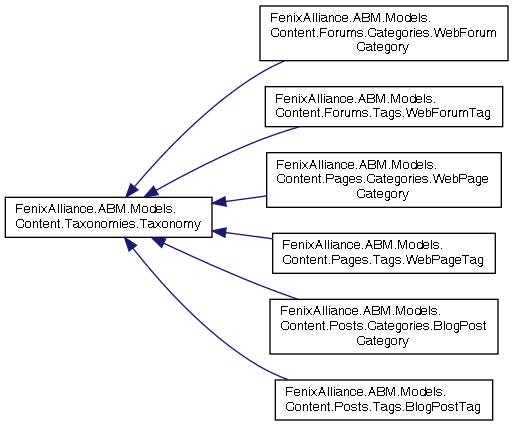 FenixAlliance.ABM.Models.
Content.Forums.Categories.WebForum
Category
FenixAlliance.ABM.Models.
Content.Forums.Tags.WebForumTag
FenixAlliance.ABM.Models.
Content.Pages.Categories.WebPage
Category
FenixAlliance.ABM.Models.
Content.Taxonomies.Taxonomy
FenixAlliance.ABM.Models.
Content.Pages.Tags.WebPageTag
FenixAlliance.ABM.Models.
Content.Posts.Categories.BlogPost
Category
FenixAlliance.ABM.Models.
Content.Posts.Tags.BlogPostTag